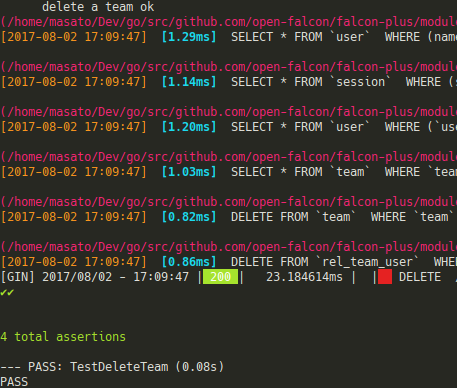 delete a team ok
(/home/masato/Dev/go/src/github.com/open-falcon/falcon-plus/modul
[2017-08-02 17:09:47]  [1.29ms]  SELECT * FROM `user`  WHERE (nam
(/home/masato/Dev/go/src/github.com/open-falcon/falcon-plus/modul
[2017-08-02 17:09:47]  [1.14ms]  SELECT * FROM `session`  WHERE (s
(/home/masato/Dev/go/src/github.com/open-falcon/falcon-plus/modul
[2017-08-02 17:09:47]  [1.20ms]  SELECT * FROM `user`  WHERE (`us
(/home/masato/Dev/go/src/github.com/open-falcon/falcon-plus/modul
[2017-08-02 17:09:47]  [1.03ms]  SELECT * FROM `team`  WHERE `tea
(/home/masato/Dev/go/src/github.com/open-falcon/falcon-plus/modul
[2017-08-02 17:09:47]  [0.82ms]  DELETE FROM `team`  WHERE `team`
(/home/masato/Dev/go/src/github.com/open-falcon/falcon-plus/modul
[2017-08-02 17:09:47]  [0.86ms]  DELETE FROM `rel_team_user`  WHE
[GIN] 2017/08/02 - 17:09:47 | 200 |   23.184614ms |  |  DELETE  /
✔✔
4 total assertions
--- PASS: TestDeleteTeam (0.08s)
PASS